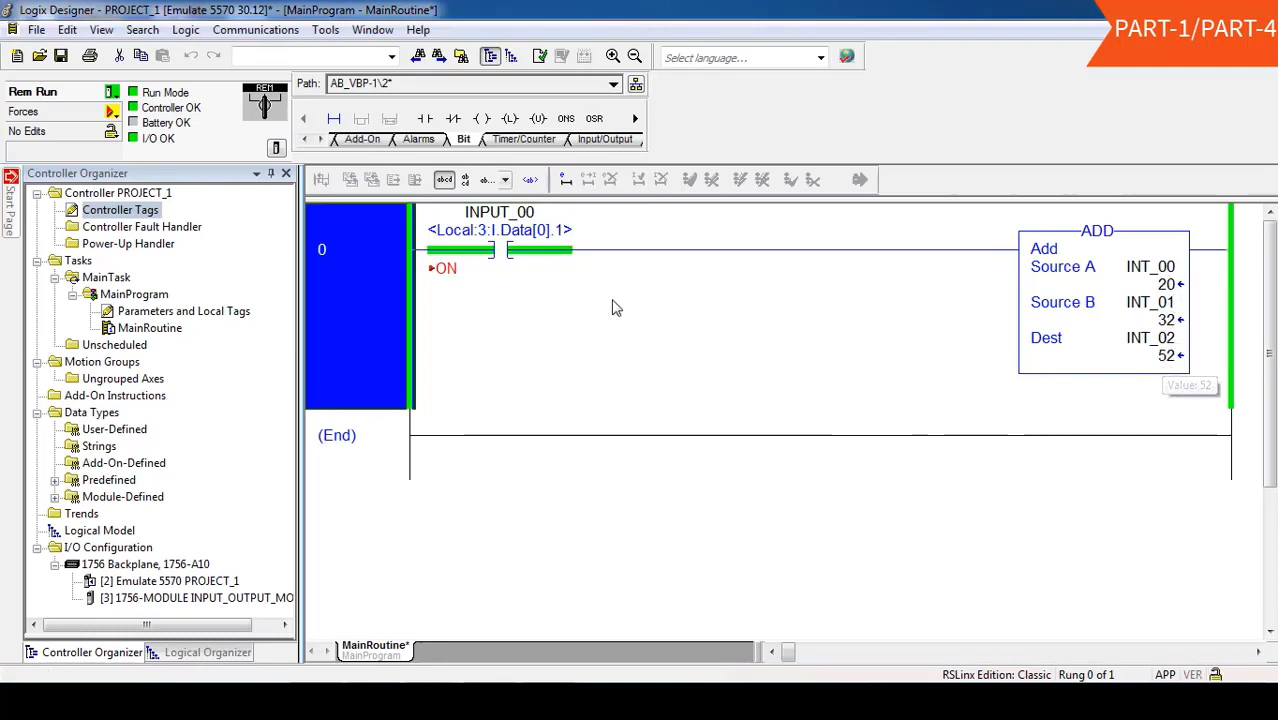 Logix Designer - PROJECT_1 [Emulate 5570 30.12]* - [MainProgram - MainRoutine*]
PART-1/PART-4
File Edit View Search Logic Communications Tools Window Help
Select language...
Rem Run
Forces
No Edits
Run Mode
Controller OK
Battery OK
I/O OK
REM
Path: AB_VBP-1\2*
ONS OSR
Add-On Alarms Bit Timer/Counter Input/Output
Start Page
Controller Organizer
Controller PROJECT_1
Controller Tags
Controller Fault Handler
Power-Up Handler
Tasks
MainTask
MainProgram
Parameters and Local Tags
MainRoutine
Unscheduled
Motion Groups
Ungrouped Axes
Add-On Instructions
Data Types
User-Defined
Strings
Add-On-Defined
Predefined
Module-Defined
Trends
Logical Model
I/O Configuration
1756 Backplane, 1756-A10
[2] Emulate 5570 PROJECT_1
[3] 1756-MODULE INPUT_OUTPUT_MO
Controller Organizer Logical Organizer
abcd
ab...
0
INPUT_00
<Local:3:I.Data[0].1>
ON
ADD
Add
Source A INT_00
20
Source B INT_01
32
Dest INT_02
52
Value: 52
(End)
MainRoutine*
MainProgram
RSLinx Edition: Classic Rung 0 of 1 APP VER